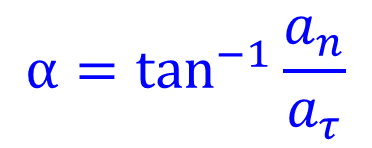 α = tan⁻¹ aₙ/a_τ